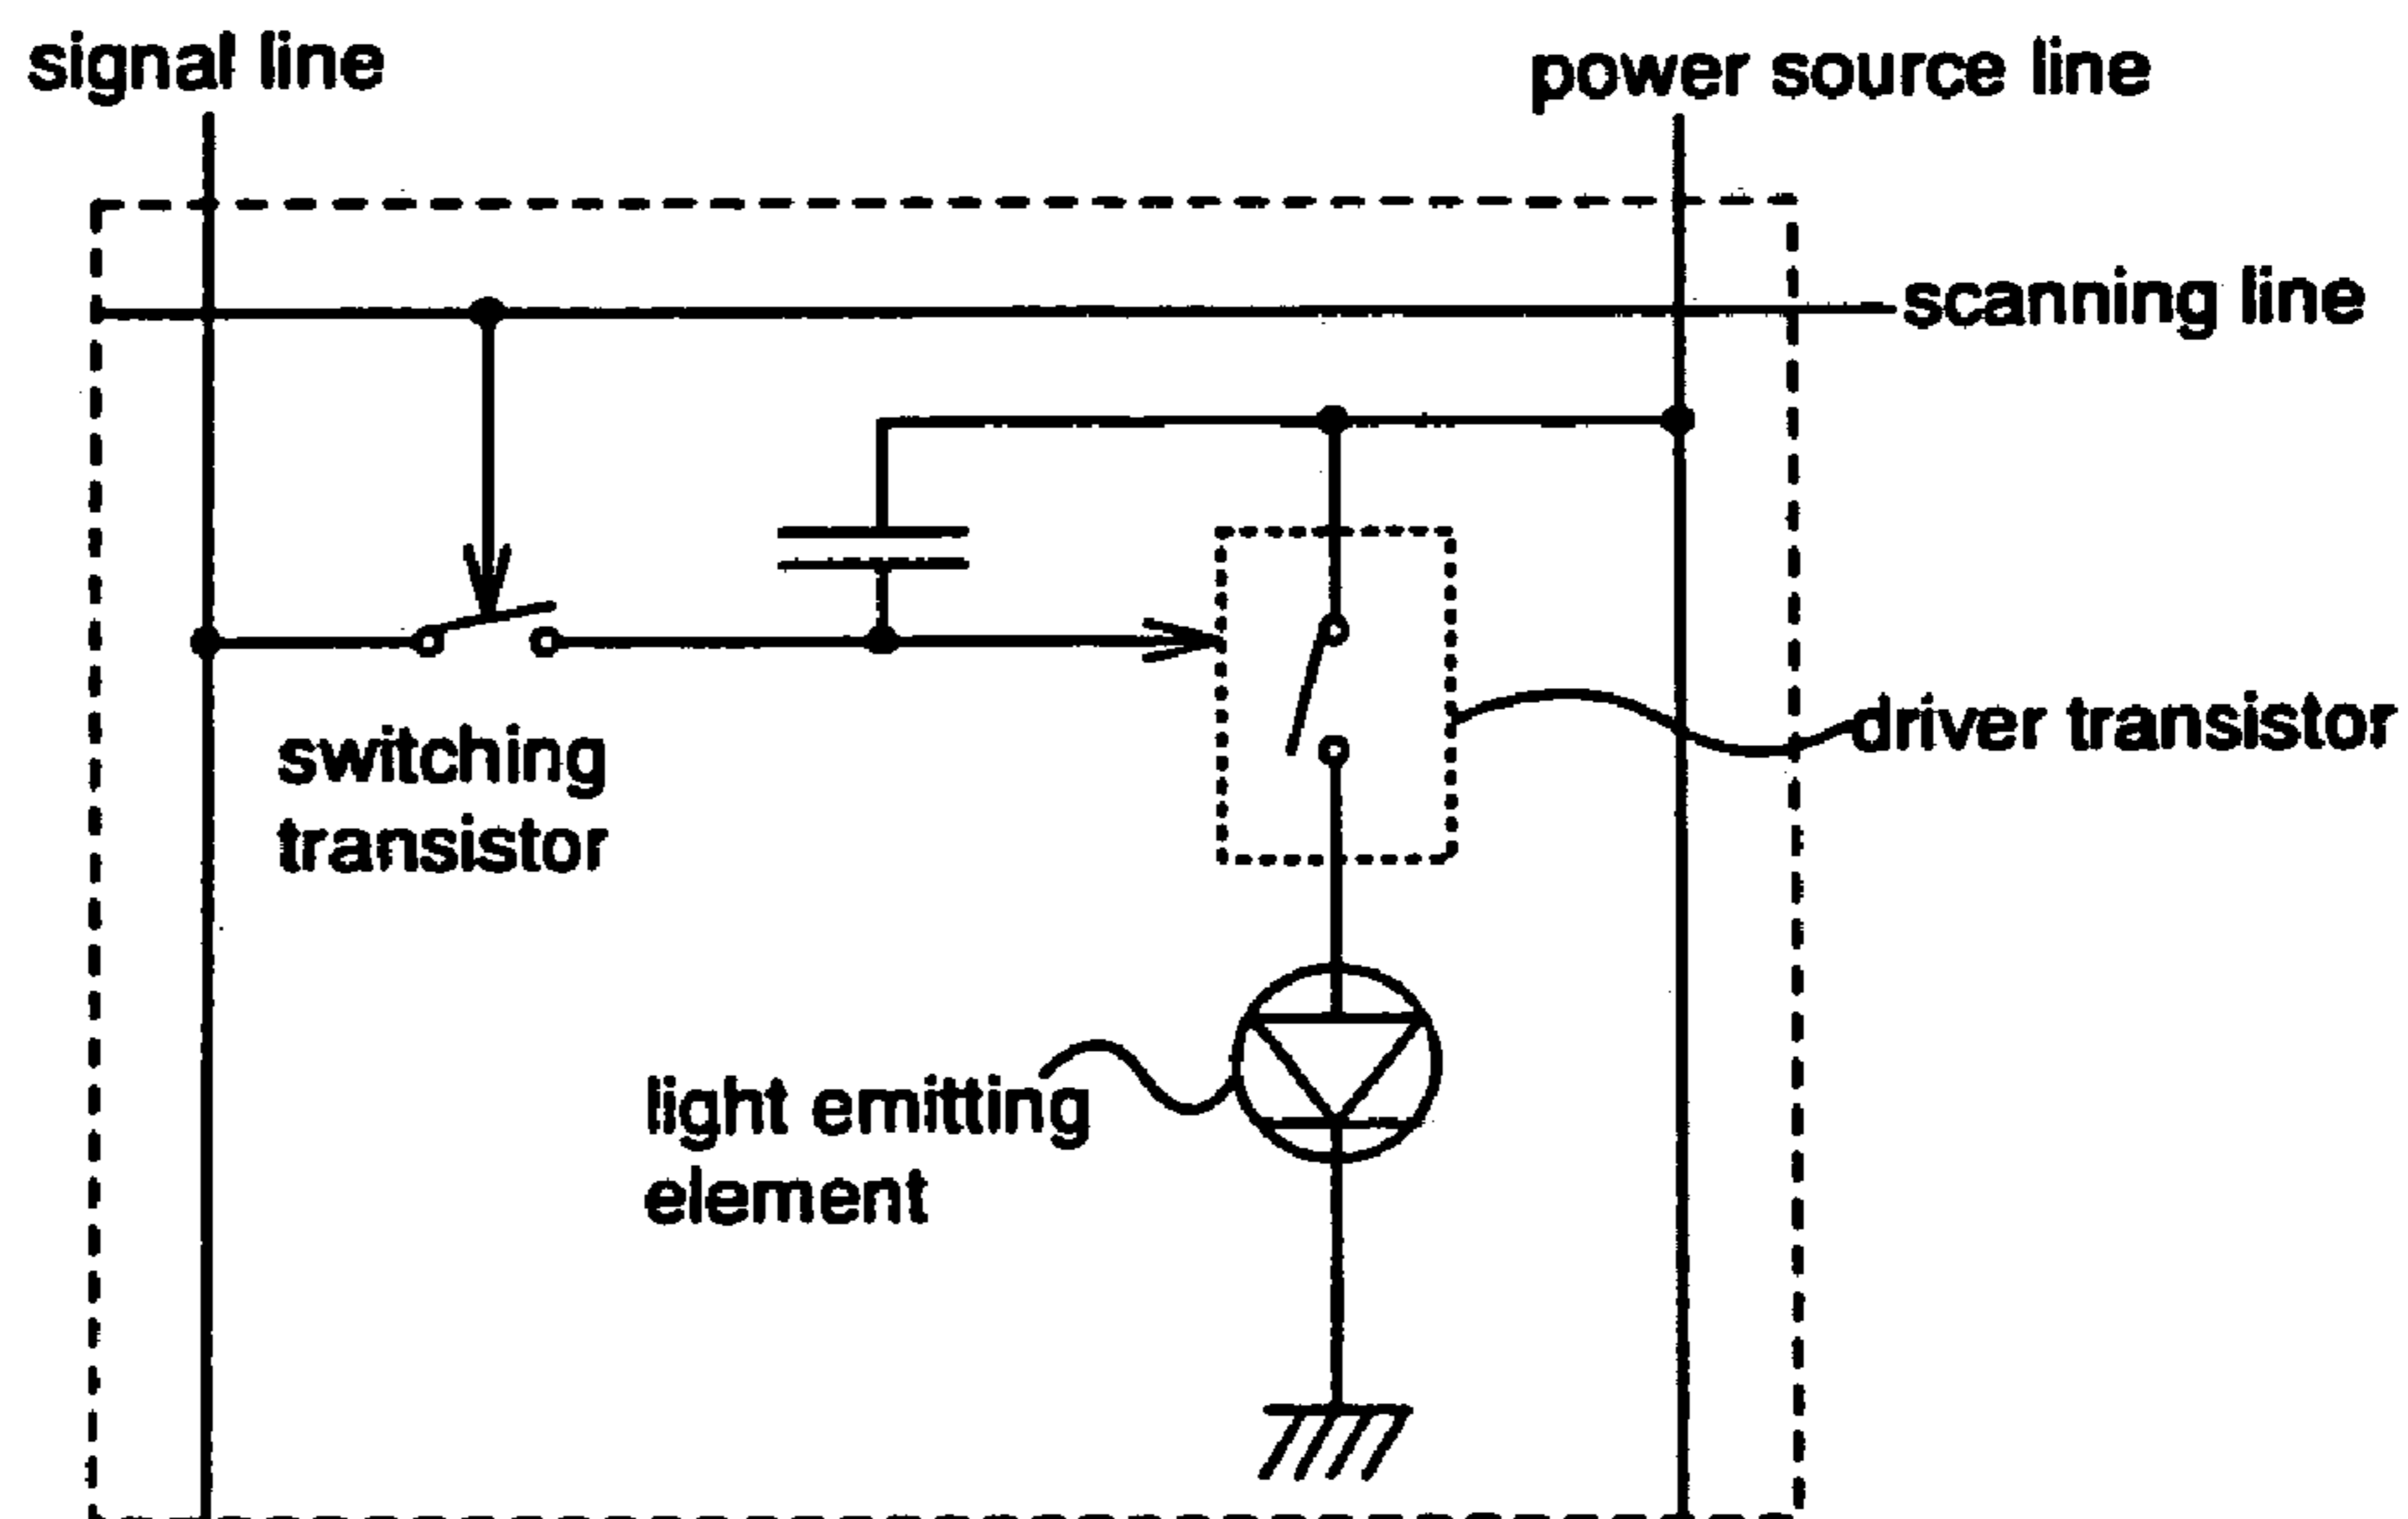 signal line
power source line
scanning line
switching
transistor
driver transistor
light emitting
element